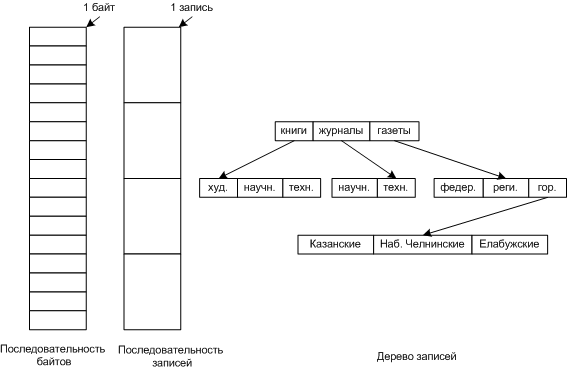 1 байт
1 запись
книги журналы газеты
худ. научн. техн.
научн. техн.
федер. реги. гор.
Казанские Наб. Челнинские Елабужские
Последовательность
байтов
Последовательность
записей
Дерево записей